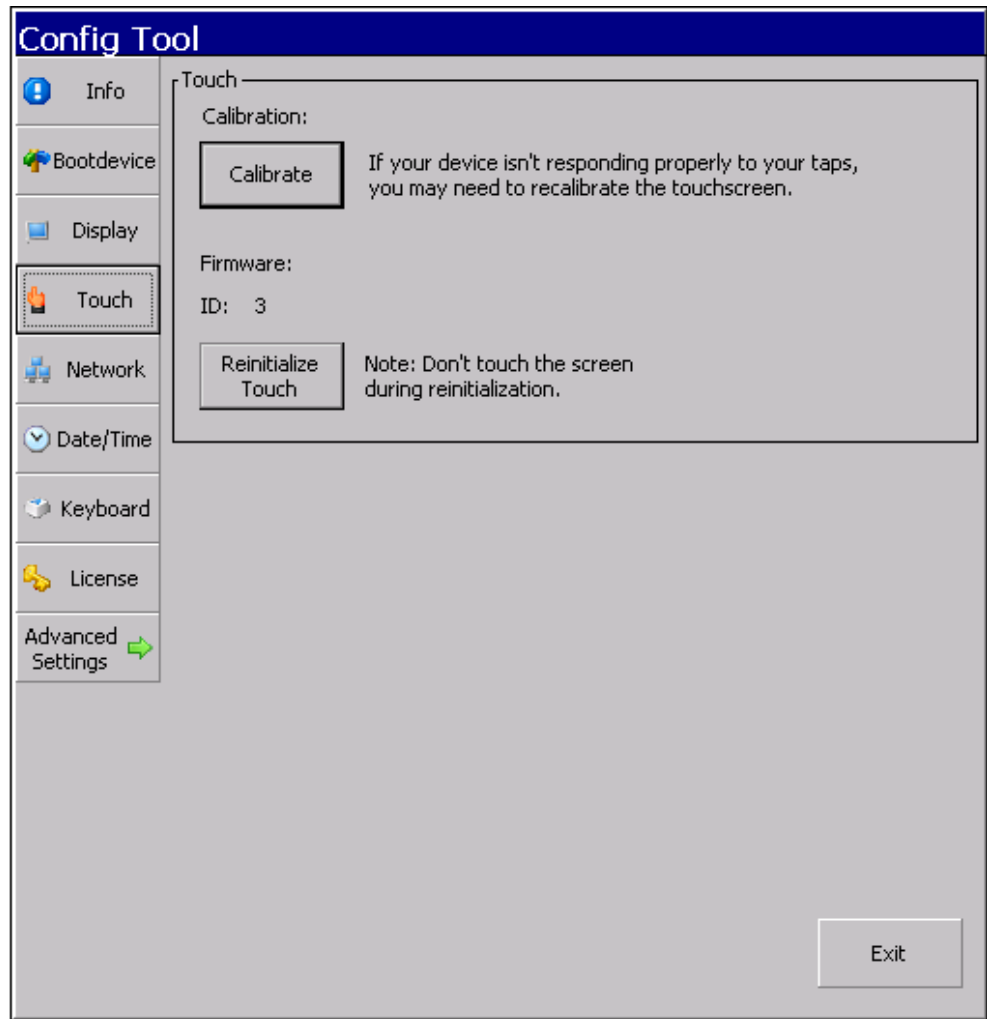 Config Tool
Info
Bootdevice
Display
Touch
Network
Date/Time
Keyboard
License
Advanced
Settings
Touch
Calibration:
Calibrate
If your device isn't responding properly to your taps,
you may need to recalibrate the touchscreen.
Firmware:
ID: 3
Reinitialize
Touch
Note: Don't touch the screen
during reinitialization.
Exit